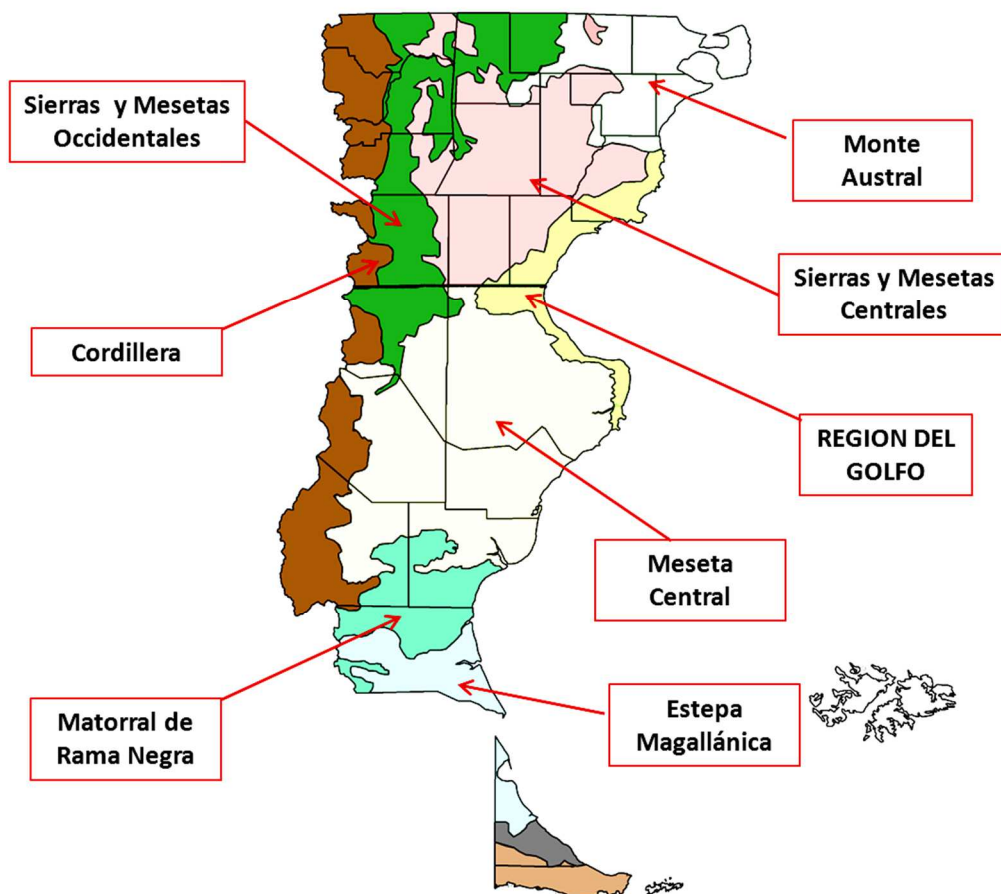 Sierras y Mesetas
Occidentales
Monte
Austral
Sierras y Mesetas
Centrales
Cordillera
REGION DEL
GOLFO
Meseta
Central
Matorral de
Rama Negra
Estepa
Magallánica